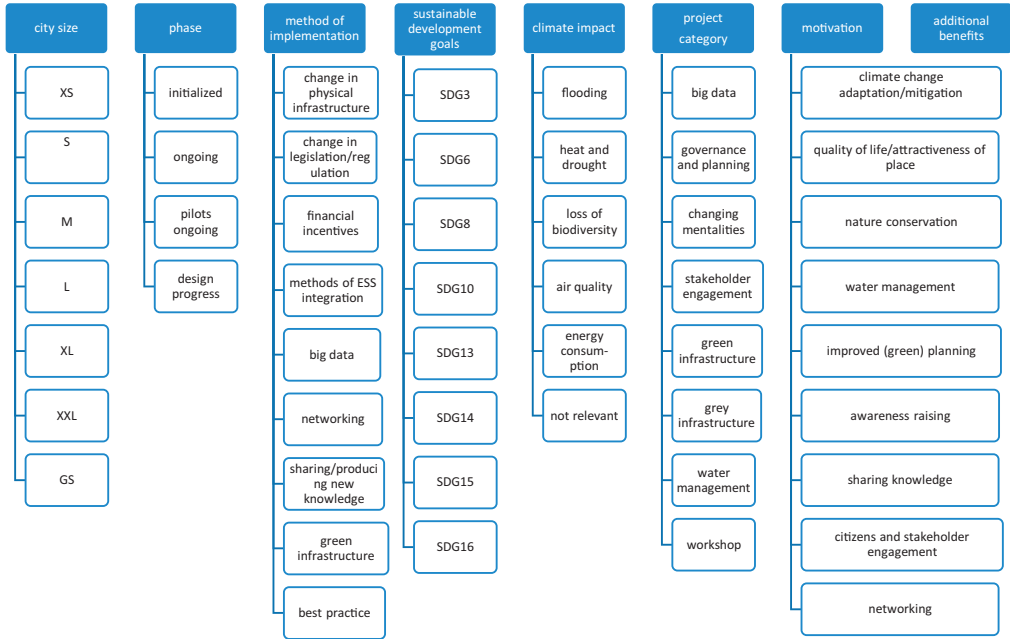 city size
XS
S
M
L
XL
XXL
GS
phase
initialized
ongoing
pilots
ongoing
design
progress
method of
implementation
change in
physical
infrastructure
change in
legislation/reg
ulation
financial
incentives
methods of ESS
integration
big data
networking
sharing/produci
ng new
knowledge
green
infrastructure
best practice
sustainable
development
goals
SDG3
SDG6
SDG8
SDG10
SDG13
SDG14
SDG15
SDG16
climate impact
flooding
heat and
drought
loss of
biodiversity
air quality
energy
consum-
ption
not relevant
project
category
big data
governance
and planning
changing
mentalities
stakeholder
engagement
green
infrastructure
grey
infrastructure
water
management
workshop
motivation
additional
benefits
climate change
adaptation/mitigation
quality of life/attractiveness of
place
nature conservation
water management
improved (green) planning
awareness raising
sharing knowledge
citizens and stakeholder
engagement
networking